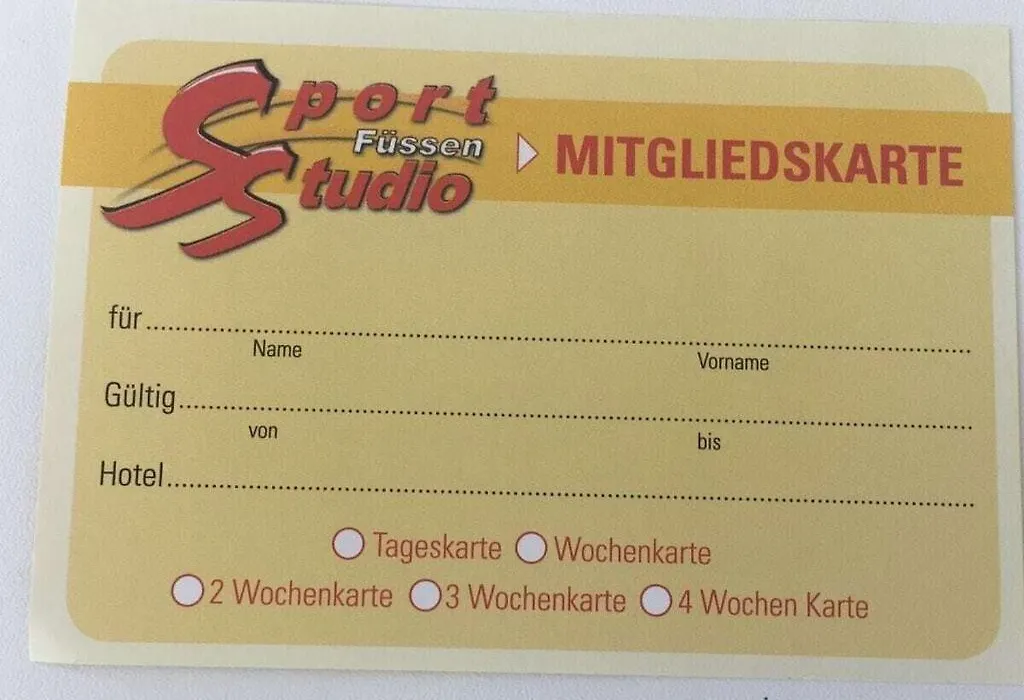 Sport
Füssen
Studio
MITGLIEDSKARTE
für
Name Vorname
Gültig
von bis
Hotel
Tageskarte Wochenkarte
2 Wochenkarte 3 Wochenkarte 4 Wochen Karte